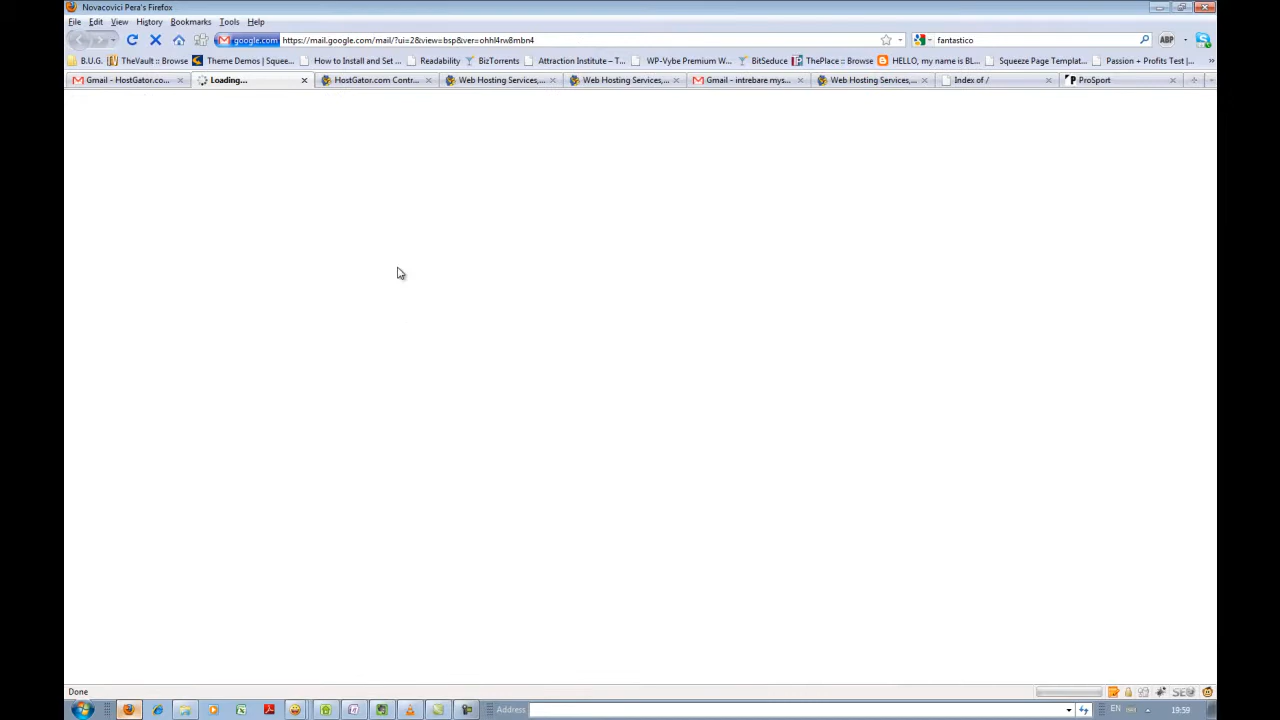 Novacovici Pera's Firefox
File Edit View History Bookmarks Tools Help
google.com https://mail.google.com/mail/?ui=2&view=bsp&ver=ohhl4rw8mbn4 fantastico ABP
B.U.G. TheVault :: Browse Theme Demos | Squee... How to Install and Set ... Readability BizTorrents Attraction Institute – T... WP-Vybe Premium W... BitSeduce ThePlace :: Browse HELLO, my name is BL... Squeeze Page Templat... Passion + Profits Test |... »
Gmail - HostGator.co... Loading... HostGator.com Contr... Web Hosting Services,... Web Hosting Services,... Gmail - intrebare mys... Web Hosting Services,... Index of / ProSport
Done
Address EN 19:59